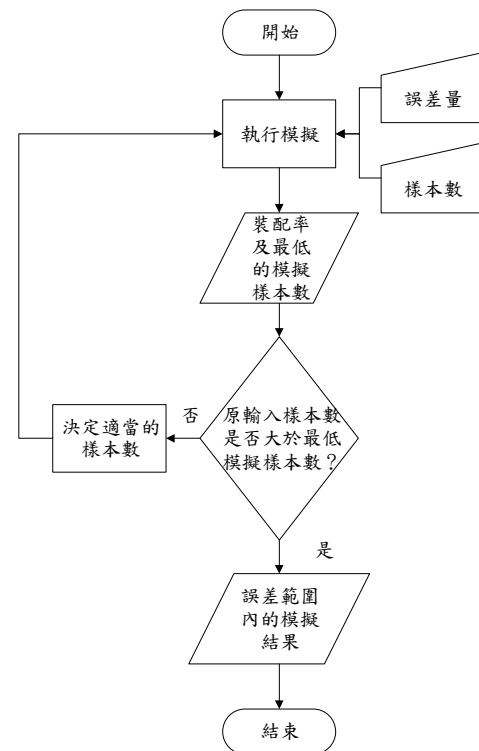 開始
誤差量
執行模擬
樣本數
裝配率
及最低
的模擬
樣本數
否
原輸入樣本數
是否大於最低
模擬樣本數？
決定適當的
樣本數
是
誤差範圍
內的模擬
結果
結束